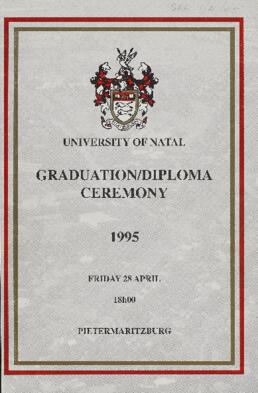 UNIVERSITY OF NATAL
GRADUATION/DIPLOMA
CEREMONY
1995
FRIDAY 28 APRIL
18h00
PIETERMARITZBURG